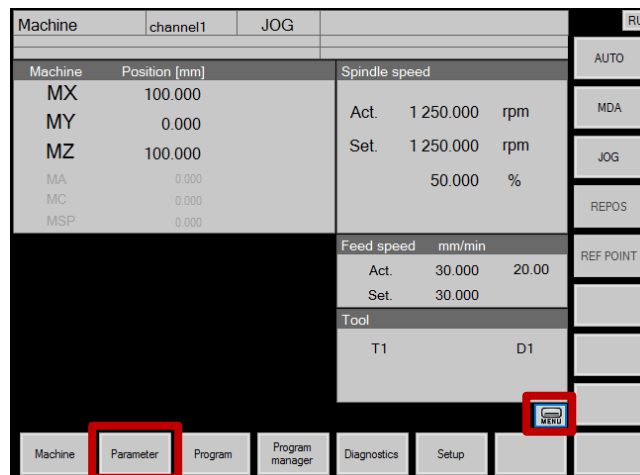 Machine channel1 JOG RU
AUTO
Machine Position [mm] Spindle speed
MX 100.000
Act. 1 250.000 rpm MDA
MY 0.000
MZ 100.000 Set. 1 250.000 rpm
JOG
MA 0.000 50.000 %
MC 0.000
REPOS
MSP 0.000
Feed speed mm/min
REF POINT
Act. 30.000 20.00
Set. 30.000
Tool
T1 D1
MENU
Machine Parameter Program Program manager Diagnostics Setup